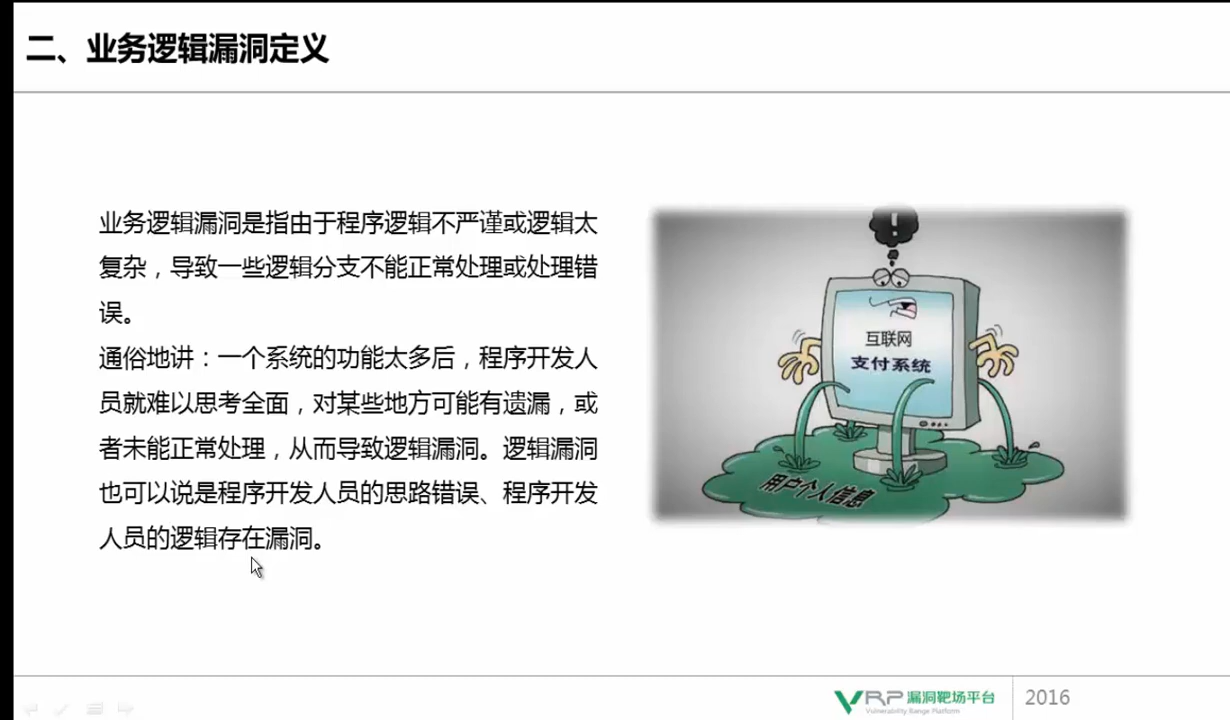 二、业务逻辑漏洞定义
业务逻辑漏洞是指由于程序逻辑不严谨或逻辑太
复杂，导致一些逻辑分支不能正常处理或处理错
误。
通俗地讲：一个系统的功能太多后，程序开发人
员就难以思考全面，对某些地方可能有遗漏，或
者未能正常处理，从而导致逻辑漏洞。逻辑漏洞
也可以说是程序开发人员的思路错误、程序开发
人员的逻辑存在漏洞。
!
互联网
支付系统
用户个人信息
VRP 漏洞靶场平台
Vulnerability Range Platform
2016